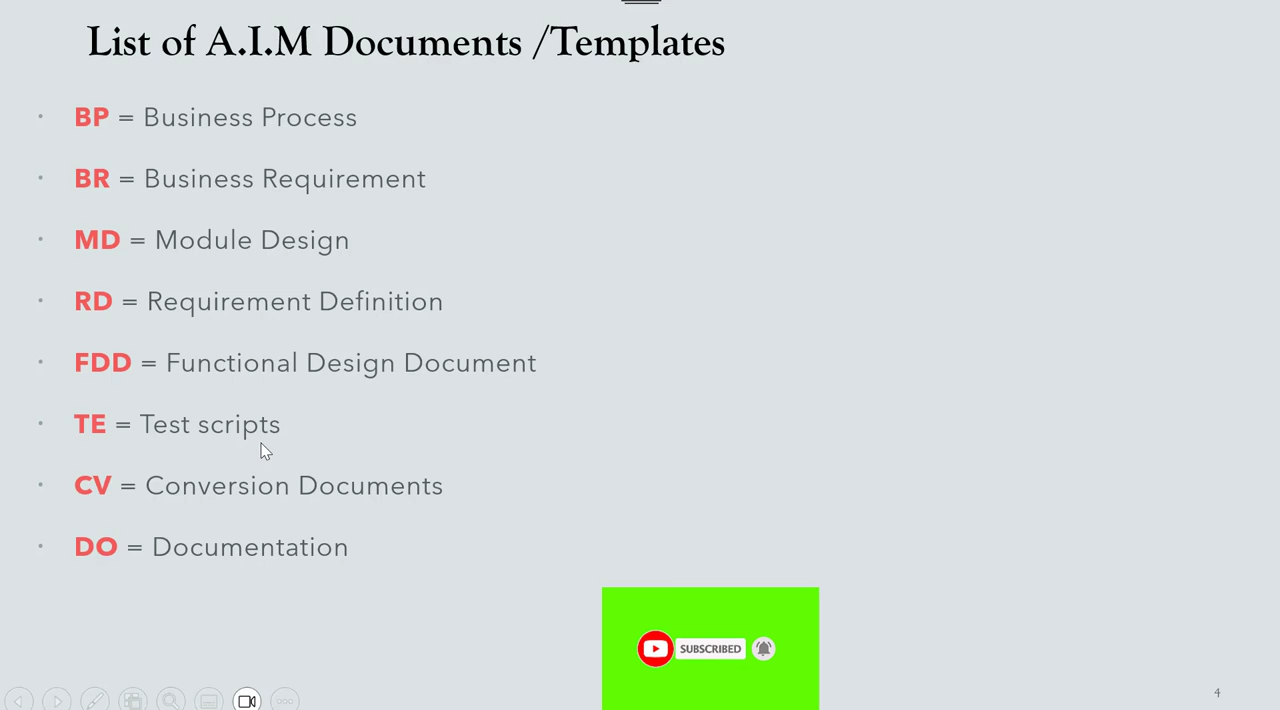 List of A.I.M Documents /Templates
• BP = Business Process
• BR = Business Requirement
• MD = Module Design
• RD = Requirement Definition
• FDD = Functional Design Document
• TE = Test scripts
• CV = Conversion Documents
• DO = Documentation
SUBSCRIBED
4